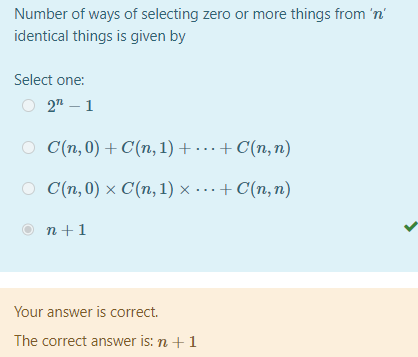 Number of ways of selecting zero or more things from 'n'
identical things is given by
Select one:
2ⁿ – 1
C(n, 0) + C(n, 1) + ··· + C(n, n)
C(n, 0) × C(n, 1) × ··· + C(n, n)
n + 1
Your answer is correct.
The correct answer is: n + 1